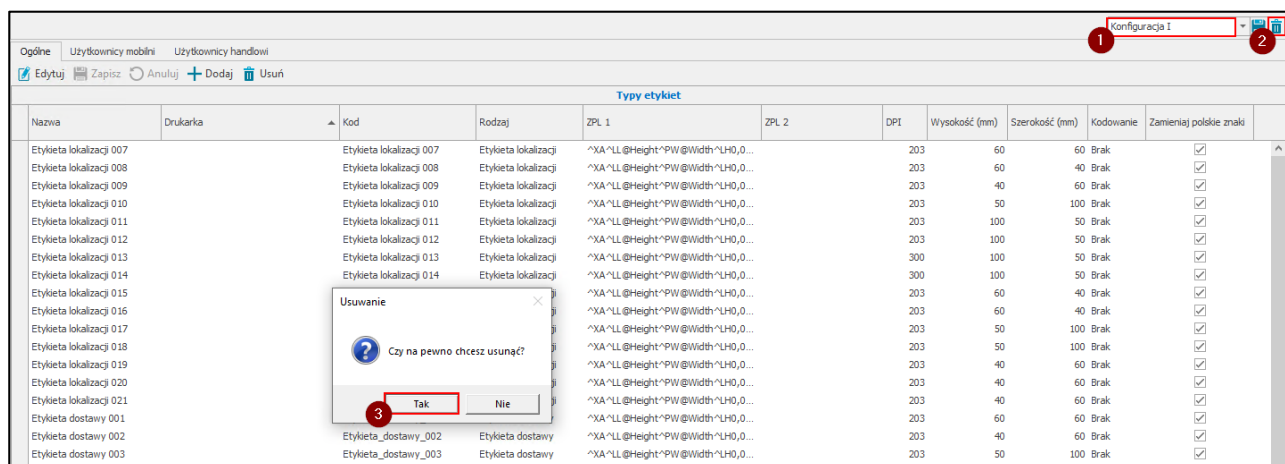 Konfiguracja I
1
2
Ogólne Użytkownicy mobilni Użytkownicy handlowi
Edytuj Zapisz Anuluj Dodaj Usuń
Typy etykiet
Nazwa Drukarka Kod Rodzaj ZPL 1 ZPL 2 DPI Wysokość (mm) Szerokość (mm) Kodowanie Zamieniaj polskie znaki
Etykieta lokalizacji 007 Etykieta lokalizacji 007 Etykieta lokalizacji ^XA^LL@Height^PW@Width^LH0,0... 203 60 60 Brak
Etykieta lokalizacji 008 Etykieta lokalizacji 008 Etykieta lokalizacji ^XA^LL@Height^PW@Width^LH0,0... 203 60 40 Brak
Etykieta lokalizacji 009 Etykieta lokalizacji 009 Etykieta lokalizacji ^XA^LL@Height^PW@Width^LH0,0... 203 40 60 Brak
Etykieta lokalizacji 010 Etykieta lokalizacji 010 Etykieta lokalizacji ^XA^LL@Height^PW@Width^LH0,0... 203 50 100 Brak
Etykieta lokalizacji 011 Etykieta lokalizacji 011 Etykieta lokalizacji ^XA^LL@Height^PW@Width^LH0,0... 203 100 50 Brak
Etykieta lokalizacji 012 Etykieta lokalizacji 012 Etykieta lokalizacji ^XA^LL@Height^PW@Width^LH0,0... 203 100 50 Brak
Etykieta lokalizacji 013 Etykieta lokalizacji 013 Etykieta lokalizacji ^XA^LL@Height^PW@Width^LH0,0... 300 100 50 Brak
Etykieta lokalizacji 014 Etykieta lokalizacji 014 Etykieta lokalizacji ^XA^LL@Height^PW@Width^LH0,0... 300 100 50 Brak
Etykieta lokalizacji 015 ^XA^LL@Height^PW@Width^LH0,0... 203 60 40 Brak
Etykieta lokalizacji 016 ^XA^LL@Height^PW@Width^LH0,0... 203 60 40 Brak
Etykieta lokalizacji 017 ^XA^LL@Height^PW@Width^LH0,0... 203 50 100 Brak
Etykieta lokalizacji 018 ^XA^LL@Height^PW@Width^LH0,0... 203 50 100 Brak
Etykieta lokalizacji 019 ^XA^LL@Height^PW@Width^LH0,0... 203 40 60 Brak
Etykieta lokalizacji 020 ^XA^LL@Height^PW@Width^LH0,0... 203 40 60 Brak
Etykieta lokalizacji 021 ^XA^LL@Height^PW@Width^LH0,0... 203 40 60 Brak
Etykieta dostawy 001 ^XA^LL@Height^PW@Width^LH0,0... 203 60 60 Brak
Etykieta dostawy 002 Etykieta_dostawy_002 Etykieta dostawy ^XA^LL@Height^PW@Width^LH0,0... 203 40 60 Brak
Etykieta dostawy 003 Etykieta_dostawy_003 Etykieta dostawy ^XA^LL@Height^PW@Width^LH0,0... 203 50 100 Brak
Usuwanie
Czy na pewno chcesz usunąć?
Tak Nie
3